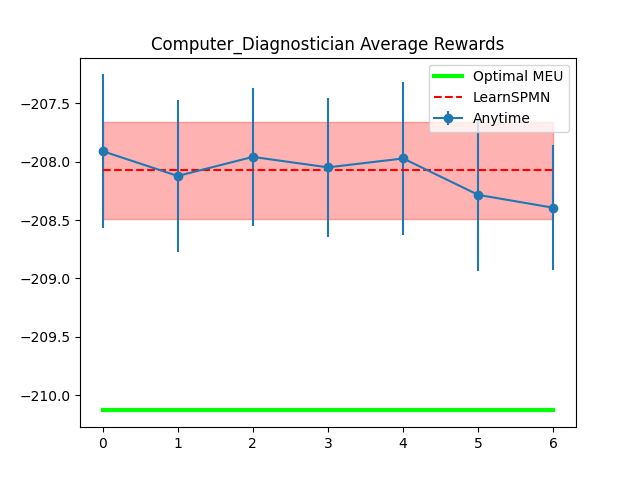 Computer_Diagnostician Average Rewards
Optimal MEU
LearnSPMN
Anytime
−207.5
−208.0
−208.5
−209.0
−209.5
−210.0
0 1 2 3 4 5 6